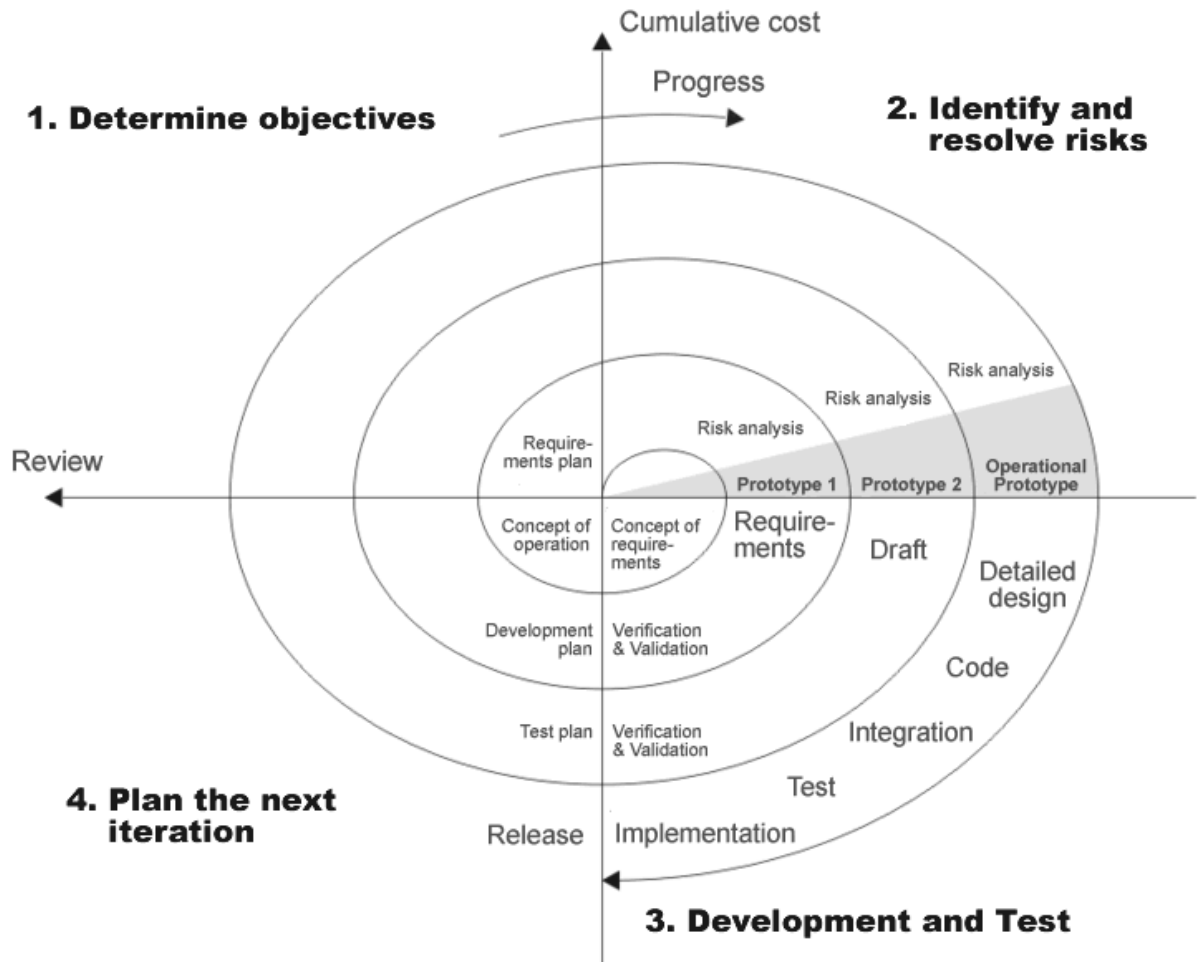 Cumulative cost
Progress
1. Determine objectives
2. Identify and
resolve risks
Risk analysis
Risk analysis
Risk analysis
Require-
ments plan
Review
Prototype 1
Prototype 2
Operational
Prototype
Concept of
operation
Concept of
require-
ments
Require-
ments
Draft
Detailed
design
Development
plan
Verification
& Validation
Code
Test plan
Verification
& Validation
Integration
Test
4. Plan the next
iteration
Release
Implementation
3. Development and Test